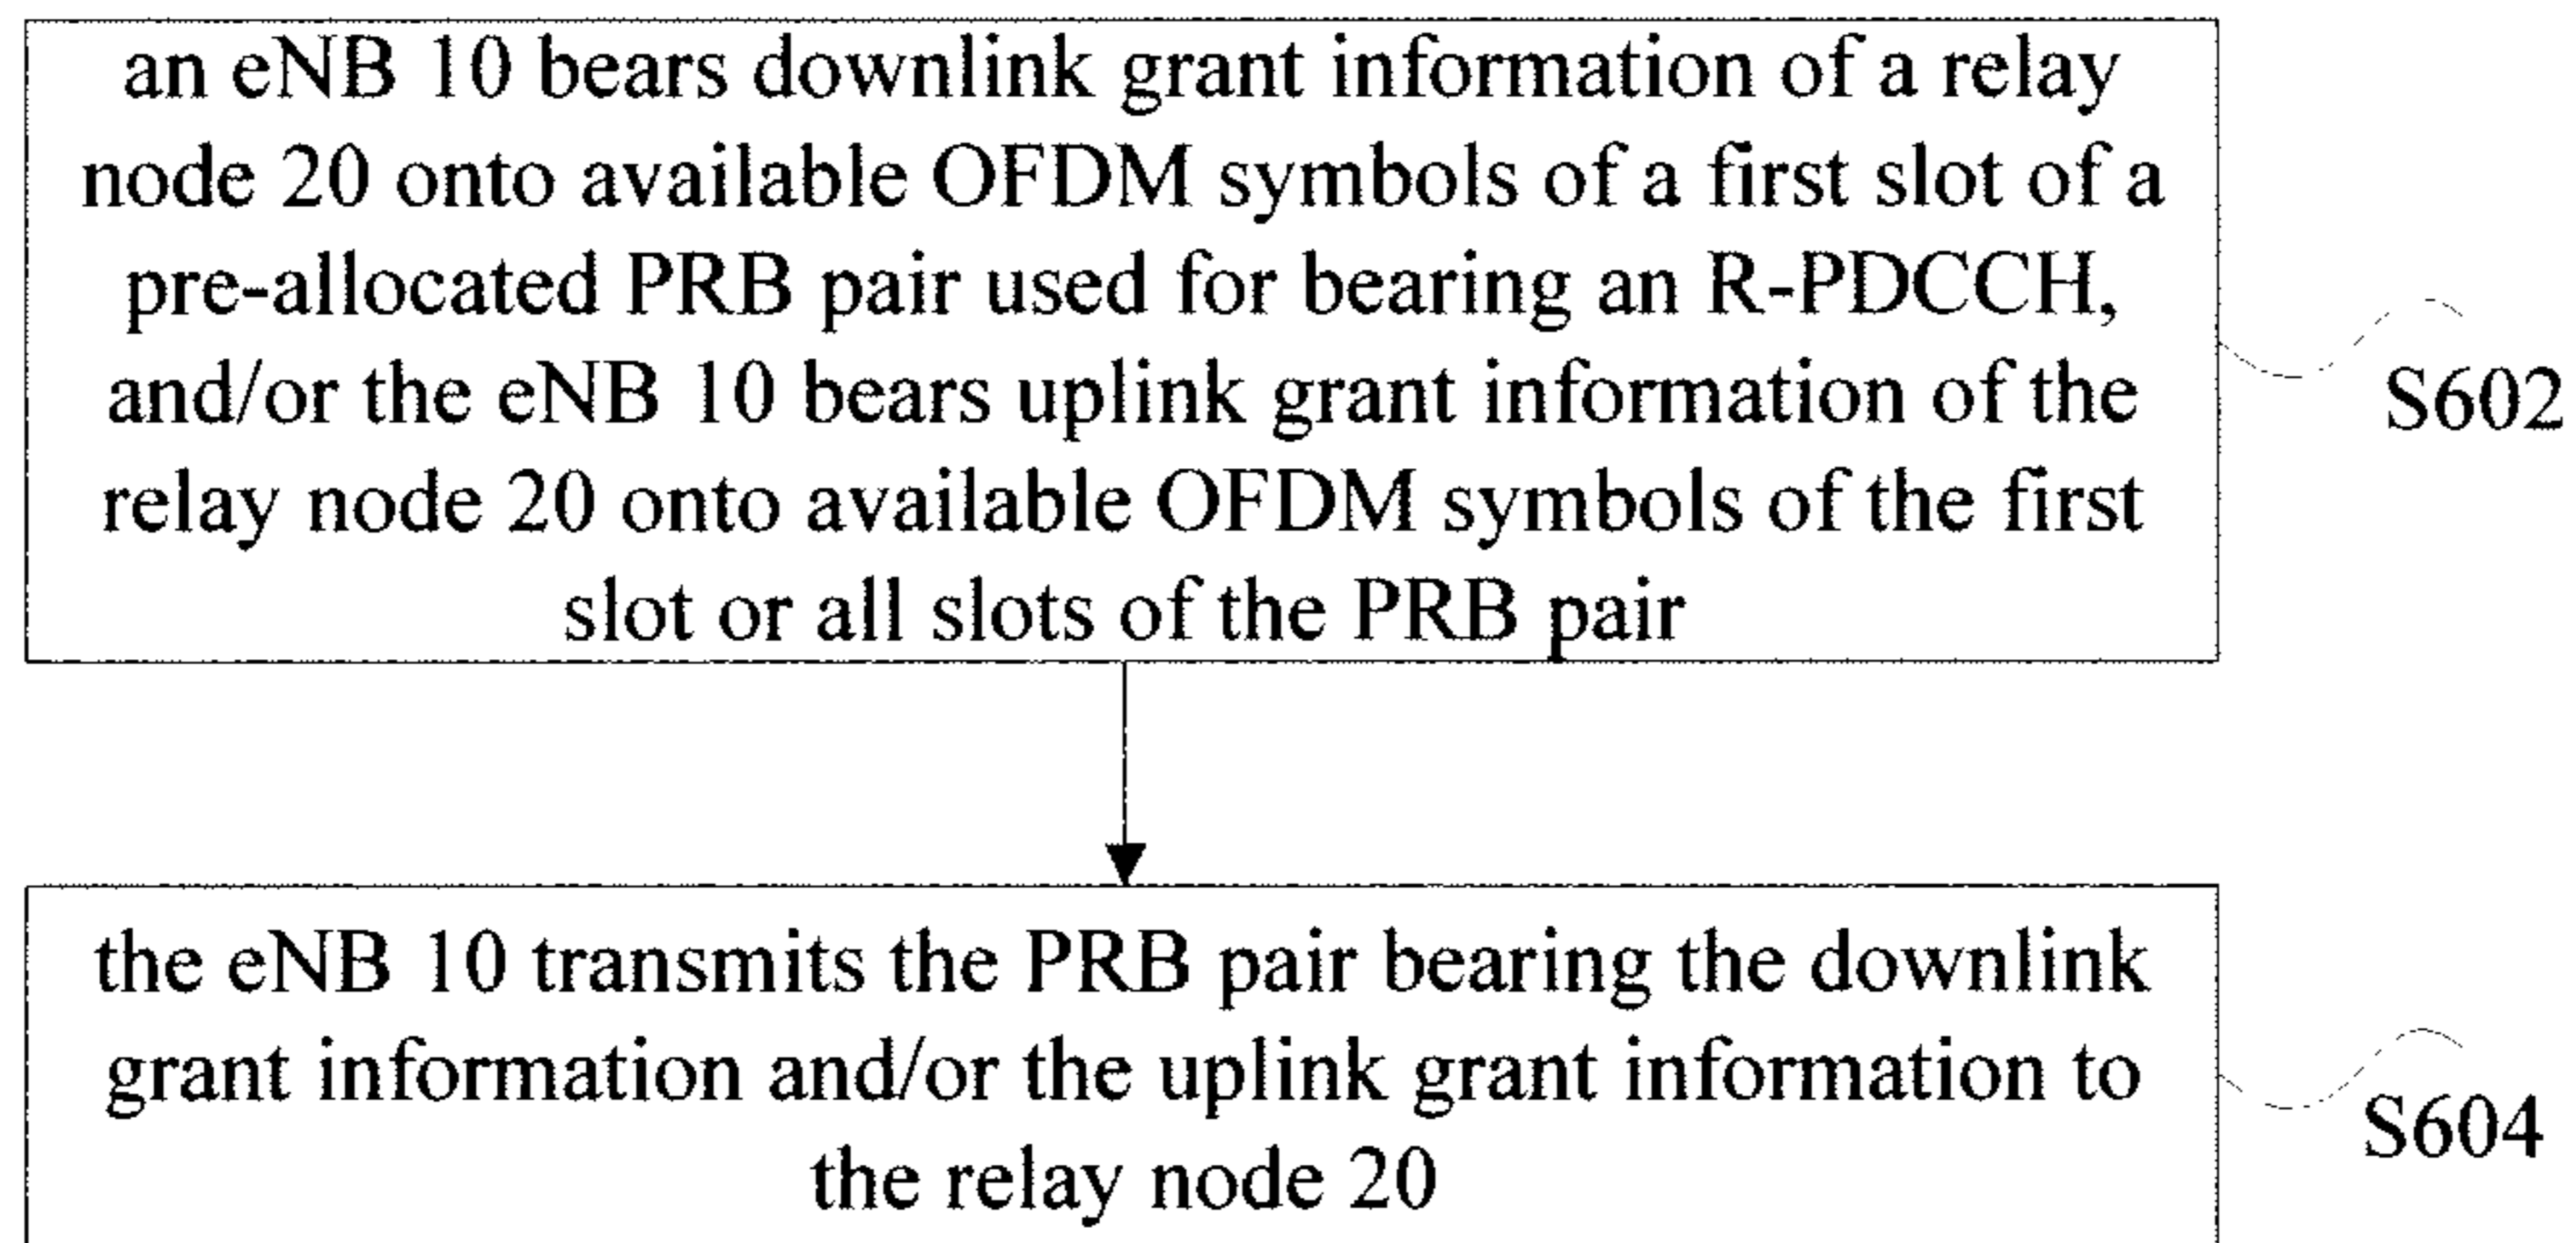 an eNB 10 bears downlink grant information of a relay
node 20 onto available OFDM symbols of a first slot of a
pre-allocated PRB pair used for bearing an R-PDCCH,
and/or the eNB 10 bears uplink grant information of the
relay node 20 onto available OFDM symbols of the first
slot or all slots of the PRB pair
S602
the eNB 10 transmits the PRB pair bearing the downlink
grant information and/or the uplink grant information to
the relay node 20
S604